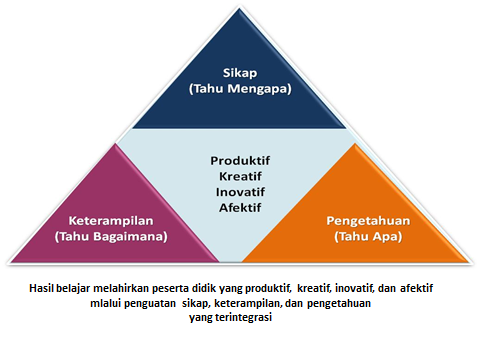 Sikap
(Tahu Mengapa)
Produktif
Kreatif
Inovatif
Afektif
Keterampilan
(Tahu Bagaimana)
Pengetahuan
(Tahu Apa)
Hasil belajar melahirkan peserta didik yang produktif, kreatif, inovatif, dan afektif
mlalui penguatan sikap, keterampilan, dan pengetahuan
yang terintegrasi